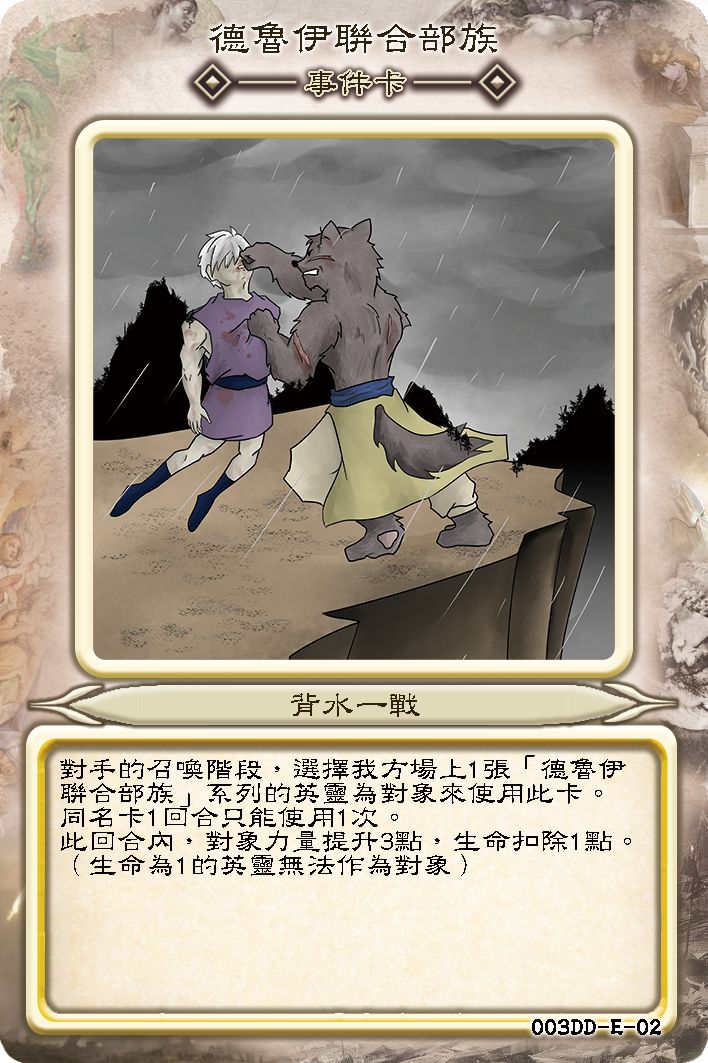 德魯伊聯合部族
事件卡
背水一戰
對手的召喚階段，選擇我方場上1張「德魯伊
聯合部族」系列的英靈為對象來使用此卡。
同名卡1回合只能使用1次。
此回合內，對象力量提升3點，生命扣除1點。
（生命為1的英靈無法作為對象）
003DD-E-02